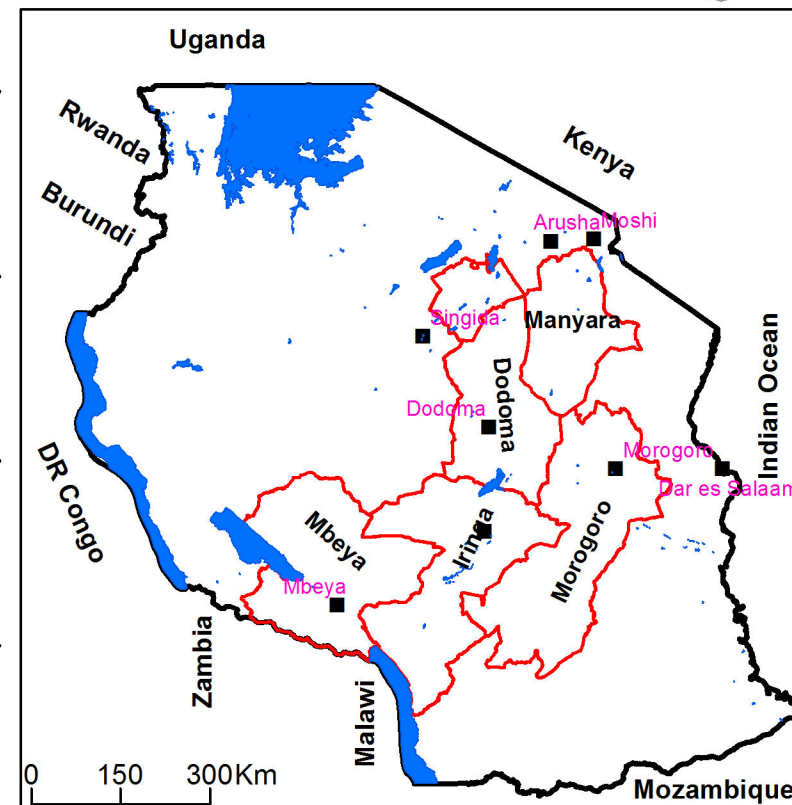 Uganda
Rwanda
Kenya
Burundi
Arusha
Moshi
Singida
Manyara
Indian Ocean
Dodoma
Dodoma
Morogoro
Dar es Salaam
DR Congo
Mbeya
Iringa
Morogoro
Mbeya
Zambia
Malawi
0 150 300Km
Mozambique